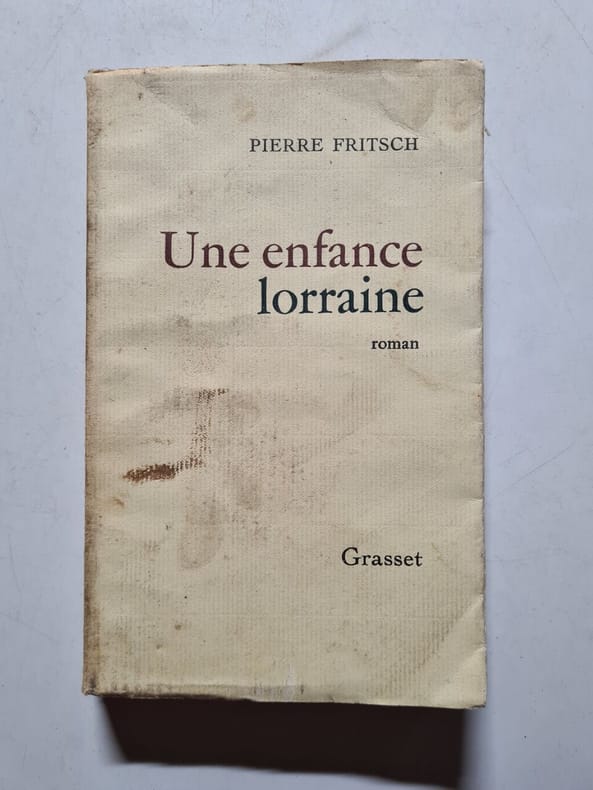 PIERRE FRITSCH
Une enfance
lorraine
roman
Grasset